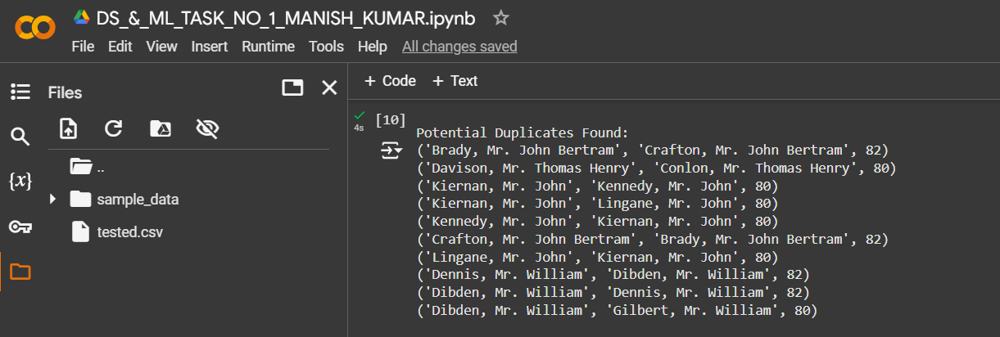 DS_&_ML_TASK_NO_1_MANISH_KUMAR.ipynb
File Edit View Insert Runtime Tools Help All changes saved
Files
..
sample_data
tested.csv
{x}
+ Code + Text
4s
[10]
Potential Duplicates Found:
('Brady, Mr. John Bertram', 'Crafton, Mr. John Bertram', 82)
('Davison, Mr. Thomas Henry', 'Conlon, Mr. Thomas Henry', 80)
('Kiernan, Mr. John', 'Kennedy, Mr. John', 80)
('Kiernan, Mr. John', 'Lingane, Mr. John', 80)
('Kennedy, Mr. John', 'Kiernan, Mr. John', 80)
('Crafton, Mr. John Bertram', 'Brady, Mr. John Bertram', 82)
('Lingane, Mr. John', 'Kiernan, Mr. John', 80)
('Dennis, Mr. William', 'Dibden, Mr. William', 82)
('Dibden, Mr. William', 'Dennis, Mr. William', 82)
('Dibden, Mr. William', 'Gilbert, Mr. William', 80)